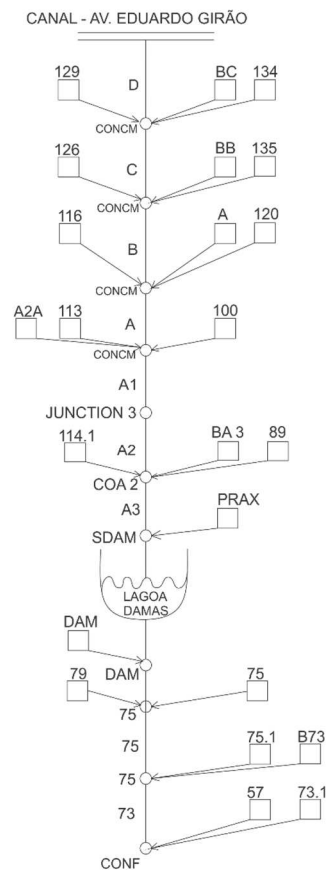 CANAL - AV. EDUARDO GIRÃO
129 BC 134
D
CONCM
126 BB 135
C
CONCM
116 A 120
B
CONCM
A2A 113 A 100
CONCM
A1
JUNCTION 3
114.1 A2 BA 3 89
COA 2
A3 PRAX
SDAM
LAGOA
DAMAS
DAM
DAM
79 75
75
75 75.1 B73
75
73 57 73.1
CONF